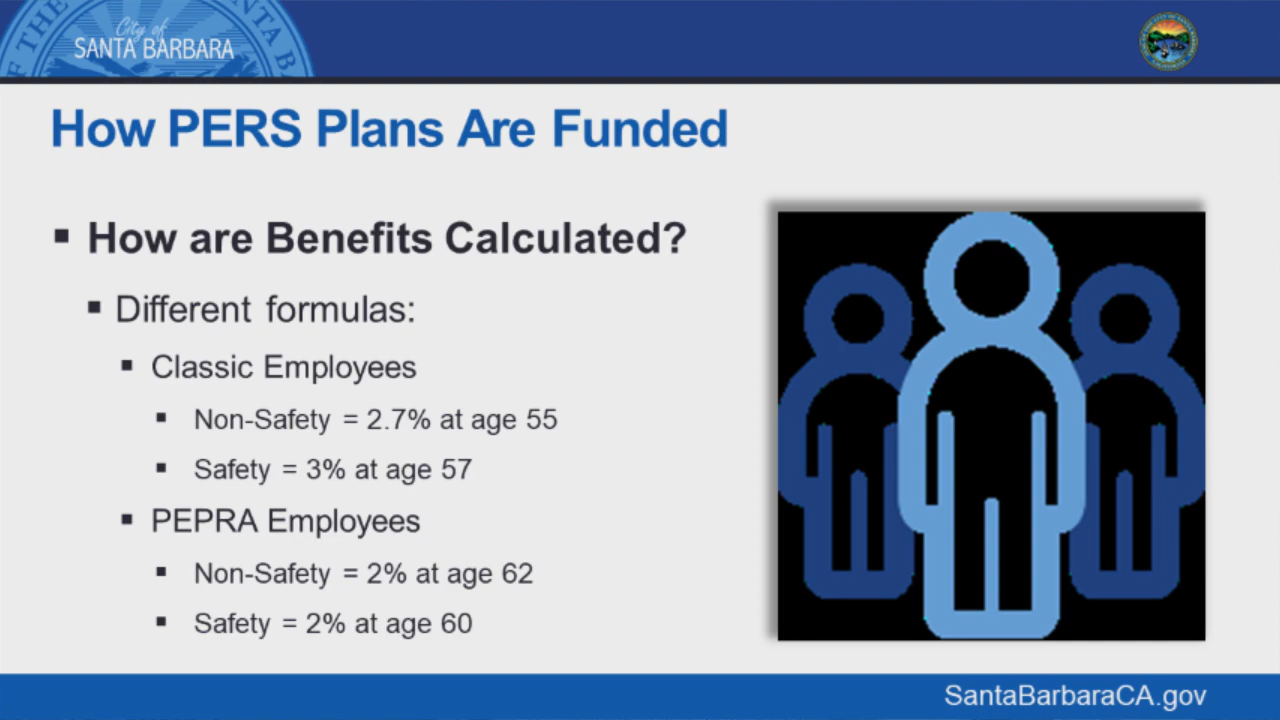 City of
SANTA BARBARA
How PERS Plans Are Funded
▪ How are Benefits Calculated?
▪ Different formulas:
▪ Classic Employees
▪ Non-Safety = 2.7% at age 55
▪ Safety = 3% at age 57
▪ PEPRA Employees
▪ Non-Safety = 2% at age 62
▪ Safety = 2% at age 60
SantaBarbaraCA.gov